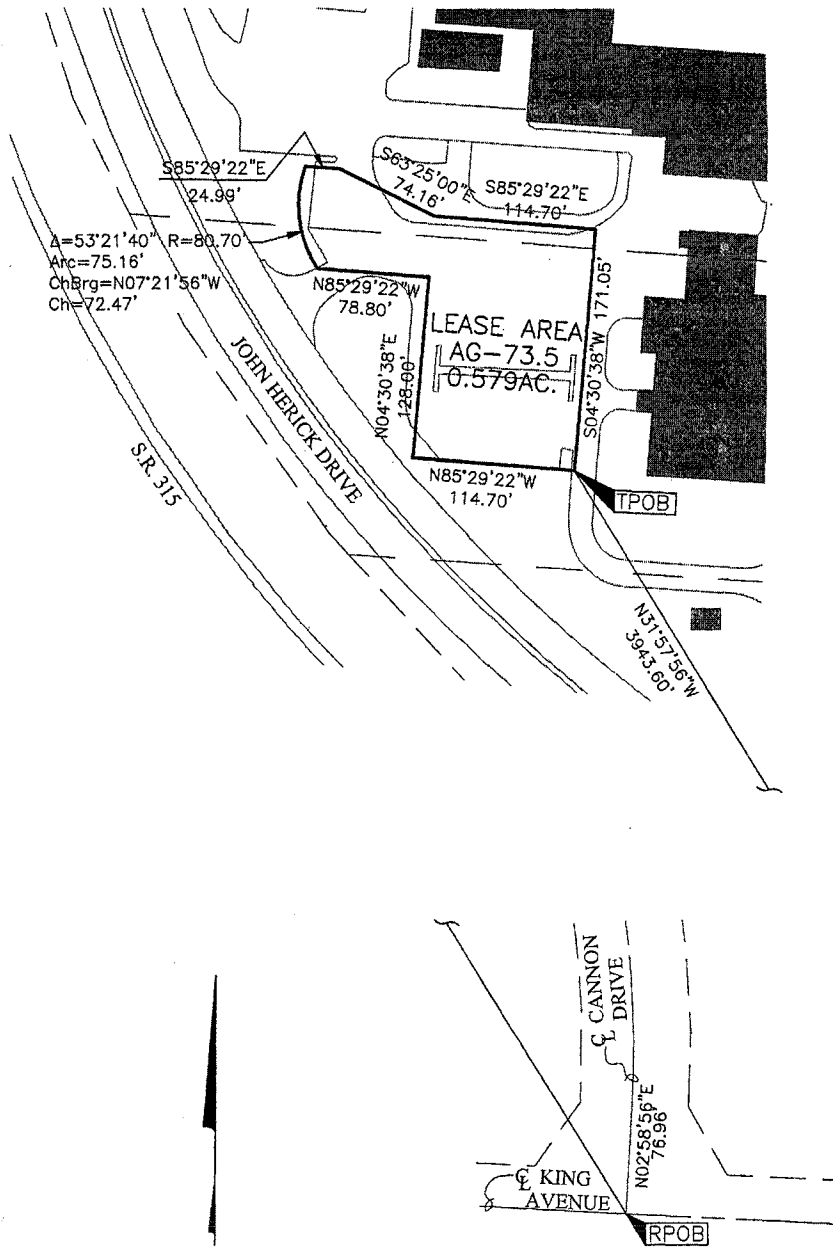 S85°29'22"E
24.99'
S63°25'00"E
74.16'
S85°29'22"E
114.70'
Δ=53°21'40" R=80.70'
Arc=75.16'
ChBrg=N07°21'56"W
Ch=72.47'
N85°29'22"W
78.80'
LEASE AREA
AG-73.5
0.579AC.
N04°30'38"E
128.00'
S04°30'38"W 171.05'
JOHN HERICK DRIVE
S.R. 315
N85°29'22"W
114.70'
TPOB
N31°57'56"W
3943.60'
℄ CANNON
DRIVE
N02°58'56"E
76.96'
℄ KING
AVENUE
RPOB